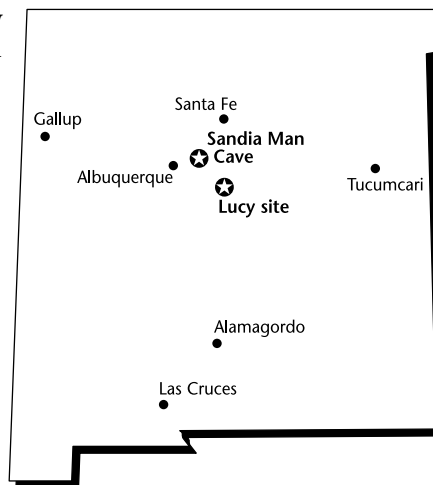 Santa Fe
Gallup
Sandia Man
Cave
Albuquerque
Tucumcari
Lucy site
Alamagordo
Las Cruces